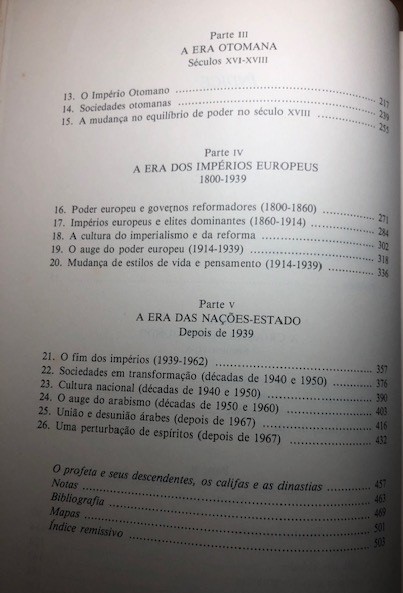 Parte III
A ERA OTOMANA
Séculos XVI-XVIII
13. O Império Otomano 217
14. Sociedades otomanas 239
15. A mudança no equilíbrio de poder no século XVIII 255
Parte IV
A ERA DOS IMPÉRIOS EUROPEUS
1800-1939
16. Poder europeu e governos reformadores (1800-1860) 271
17. Impérios europeus e elites dominantes (1860-1914) 284
18. A cultura do imperialismo e da reforma 302
19. O auge do poder europeu (1914-1939) 318
20. Mudança de estilos de vida e pensamento (1914-1939) 336
Parte V
A ERA DAS NAÇÕES-ESTADO
Depois de 1939
21. O fim dos impérios (1939-1962) 357
22. Sociedades em transformação (décadas de 1940 e 1950) 376
23. Cultura nacional (décadas de 1940 e 1950) 390
24. O auge do arabismo (décadas de 1950 e 1960) 403
25. União e desunião árabes (depois de 1967) 416
26. Uma perturbação de espíritos (depois de 1967) 432
O profeta e seus descendentes, os califas e as dinastias 457
Notas 463
Bibliografia 469
Mapas 501
Índice remissivo 503